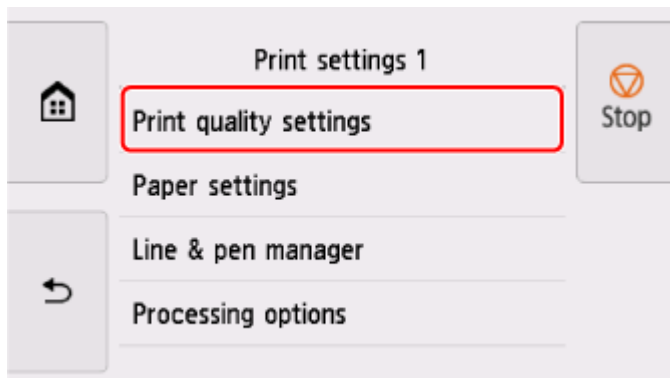 Print settings 1
Print quality settings
Stop
Paper settings
Line & pen manager
Processing options